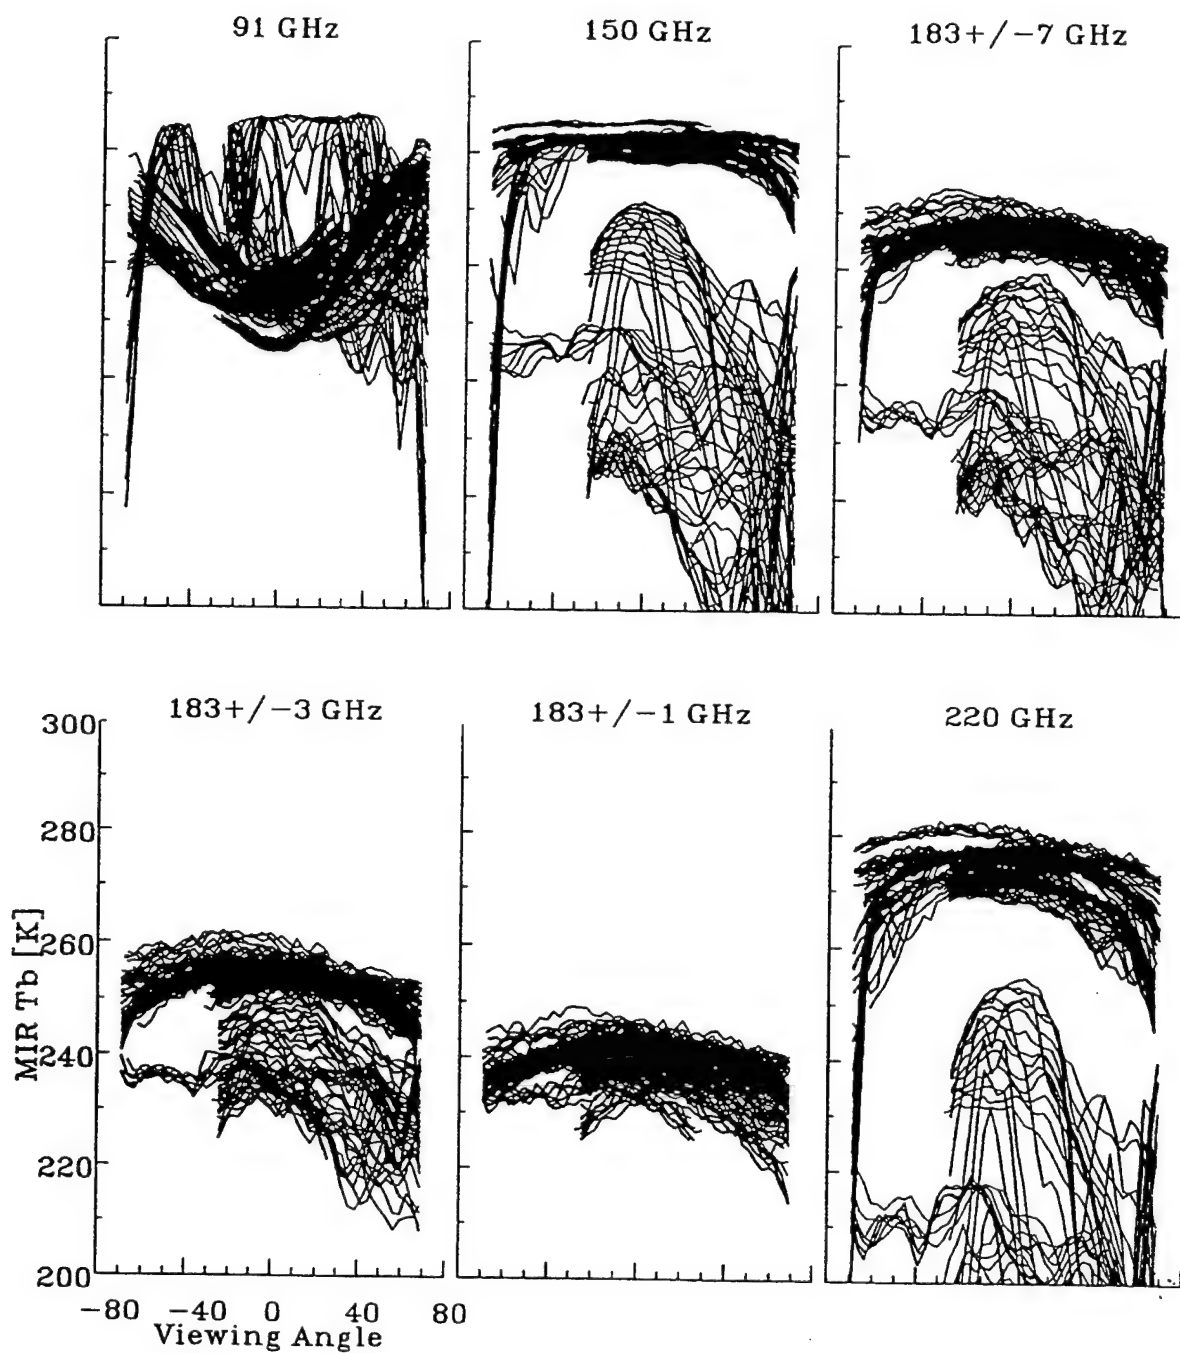 91 GHz
150 GHz
183+/-7 GHz
183+/-3 GHz
183+/-1 GHz
220 GHz
300
280
260
240
220
200
MIR Tb [K]
-80 -40 0 40 80
Viewing Angle